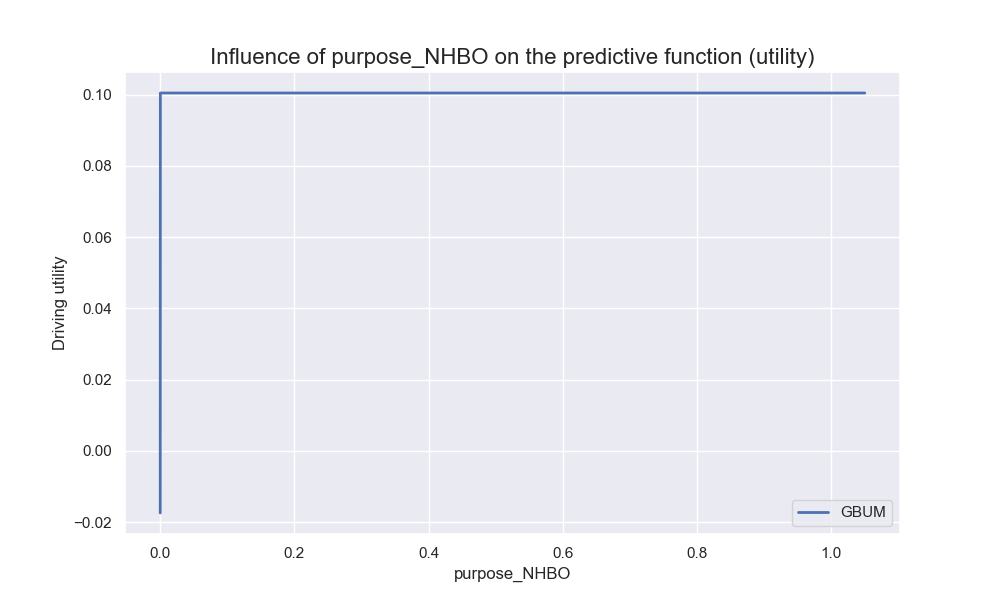 Influence of purpose_NHBO on the predictive function (utility)
0.10
0.08
0.06
0.04
0.02
0.00
−0.02
Driving utility
GBUM
0.0 0.2 0.4 0.6 0.8 1.0
purpose_NHBO